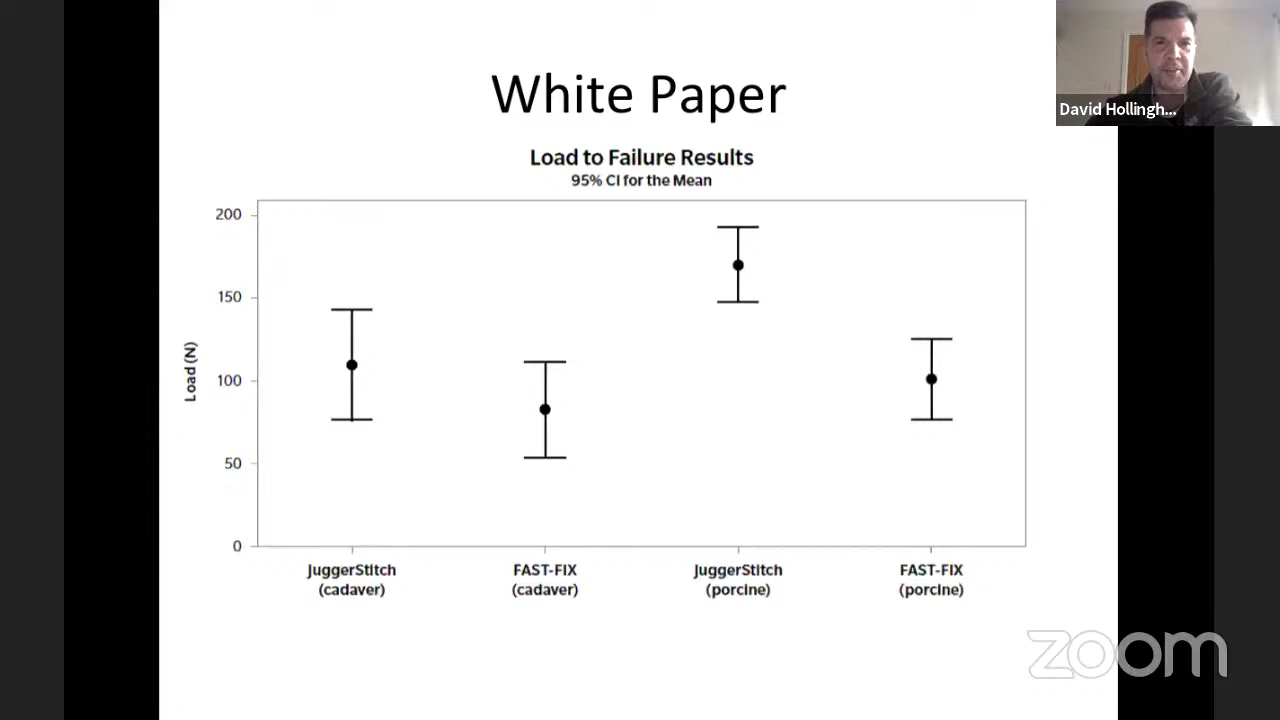 White Paper
David Hollingh...
Load to Failure Results
95% CI for the Mean
200
150
100
50
0
Load (N)
JuggerStitch
(cadaver)
FAST-FIX
(cadaver)
JuggerStitch
(porcine)
FAST-FIX
(porcine)
zoom